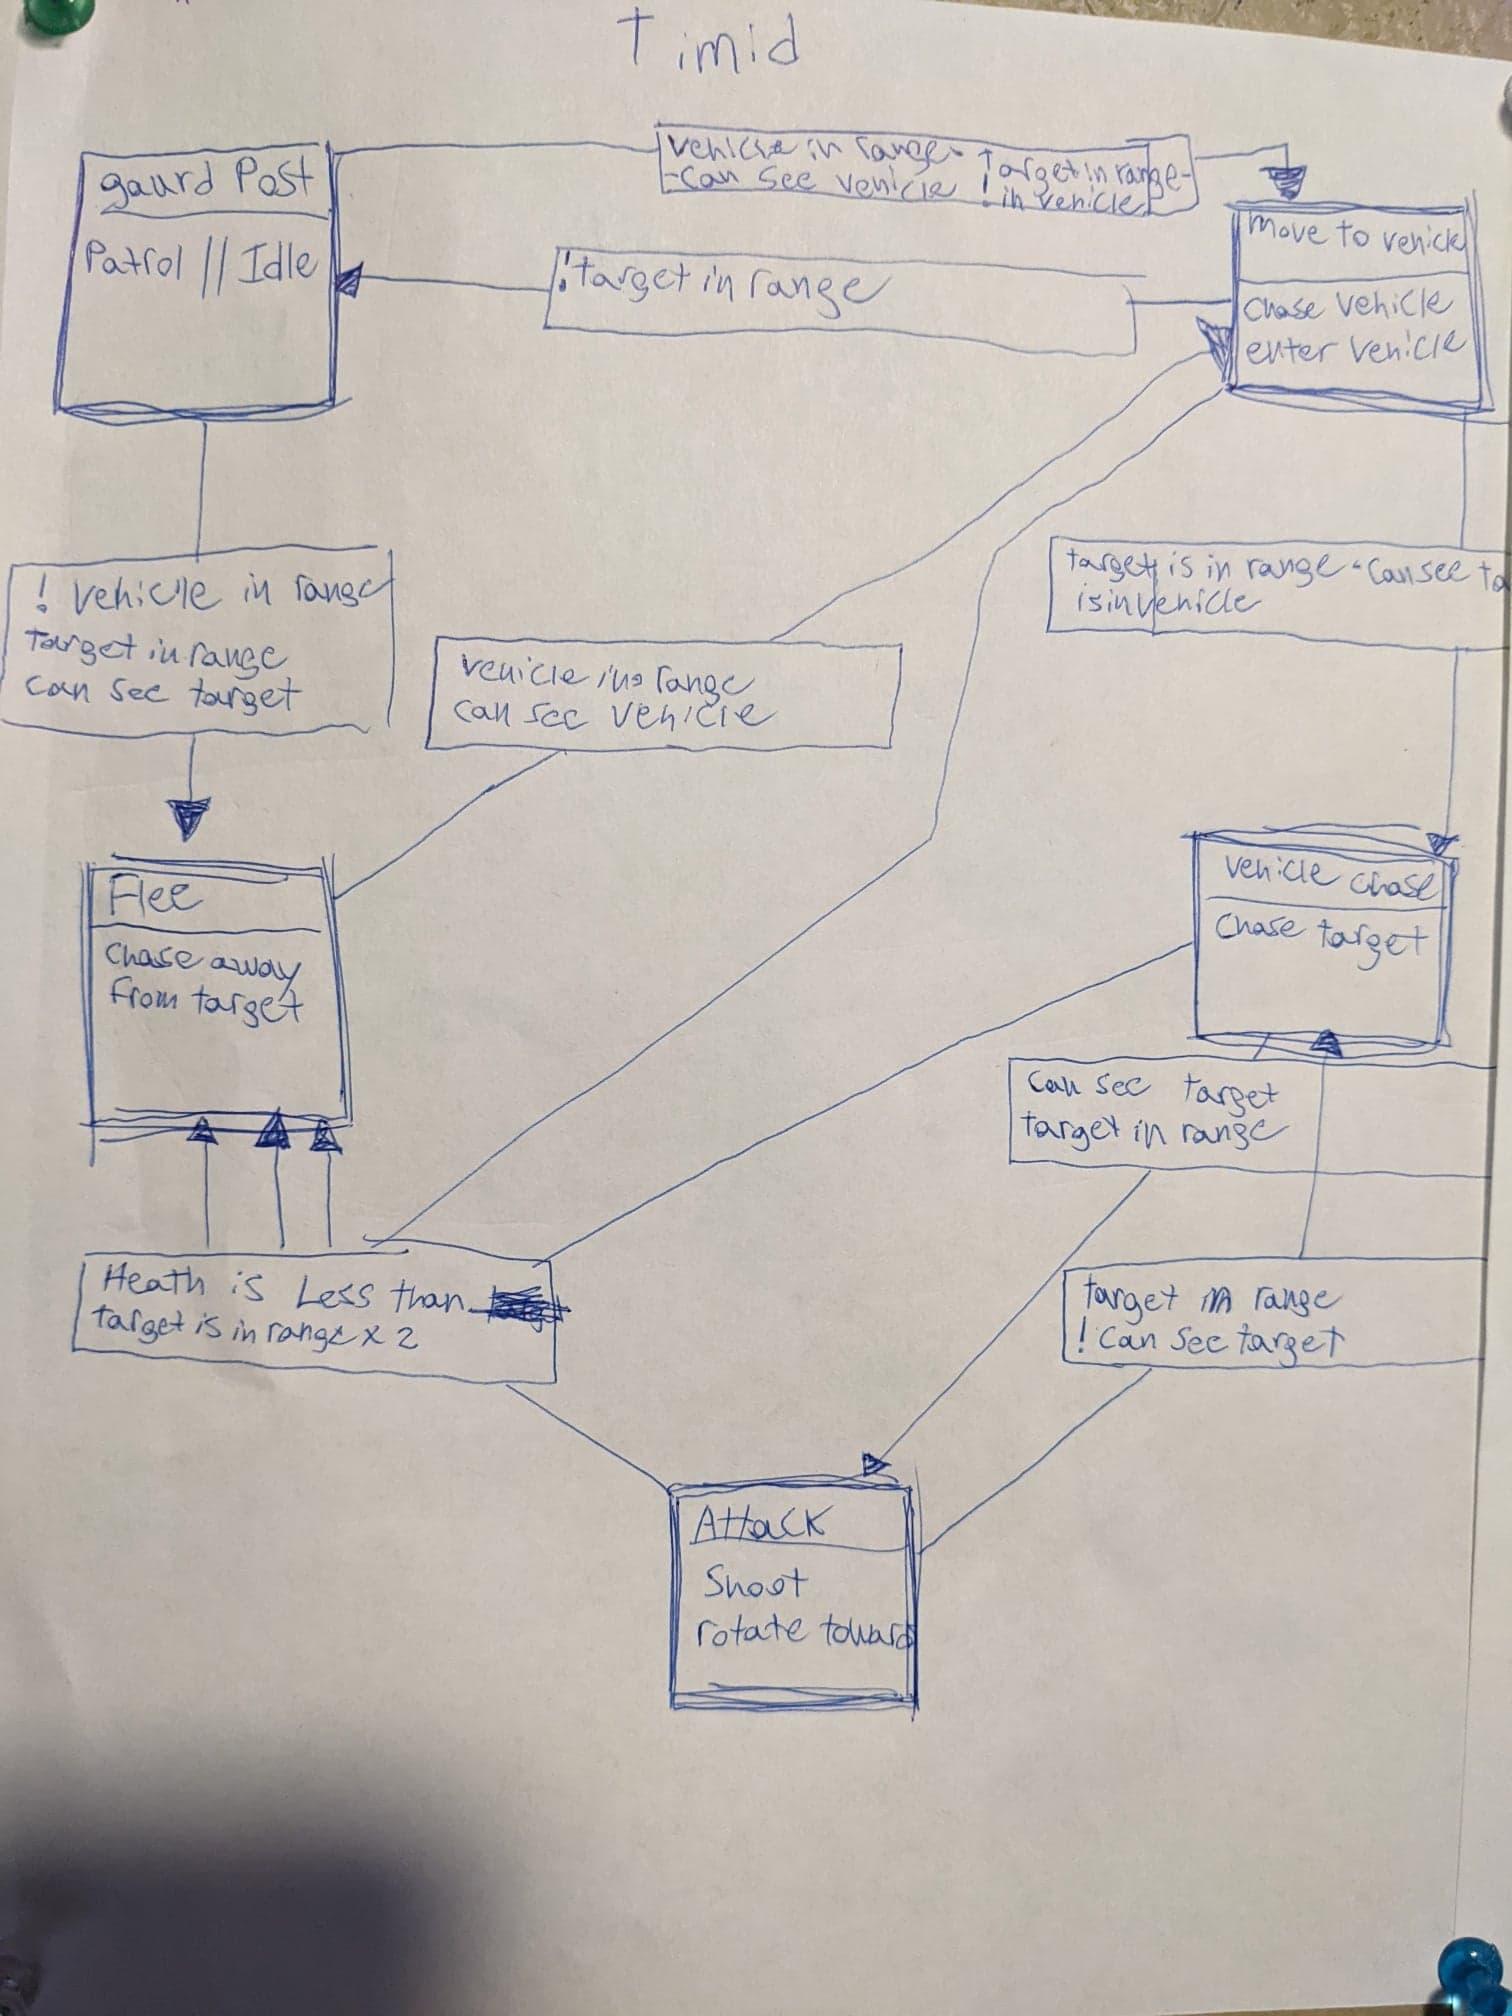 Timid
gaurd Post
Patrol || Idle
Vehicle in range - Target in range -
- Can See vehicle ! in vehicle
Move to vehicle
Chase Vehicle
enter Vehicle
! target in range
! Vehicle in range
target in range
can see target
vehicle in range
can see vehicle
target is in range - Can see
is in vehicle
Flee
Chase away
From target
Vehicle Chase
Chase target
Can see target
target in range
Heath is Less than
target is in range x 2
target in range
! Can See target
Attack
Shoot
rotate toward